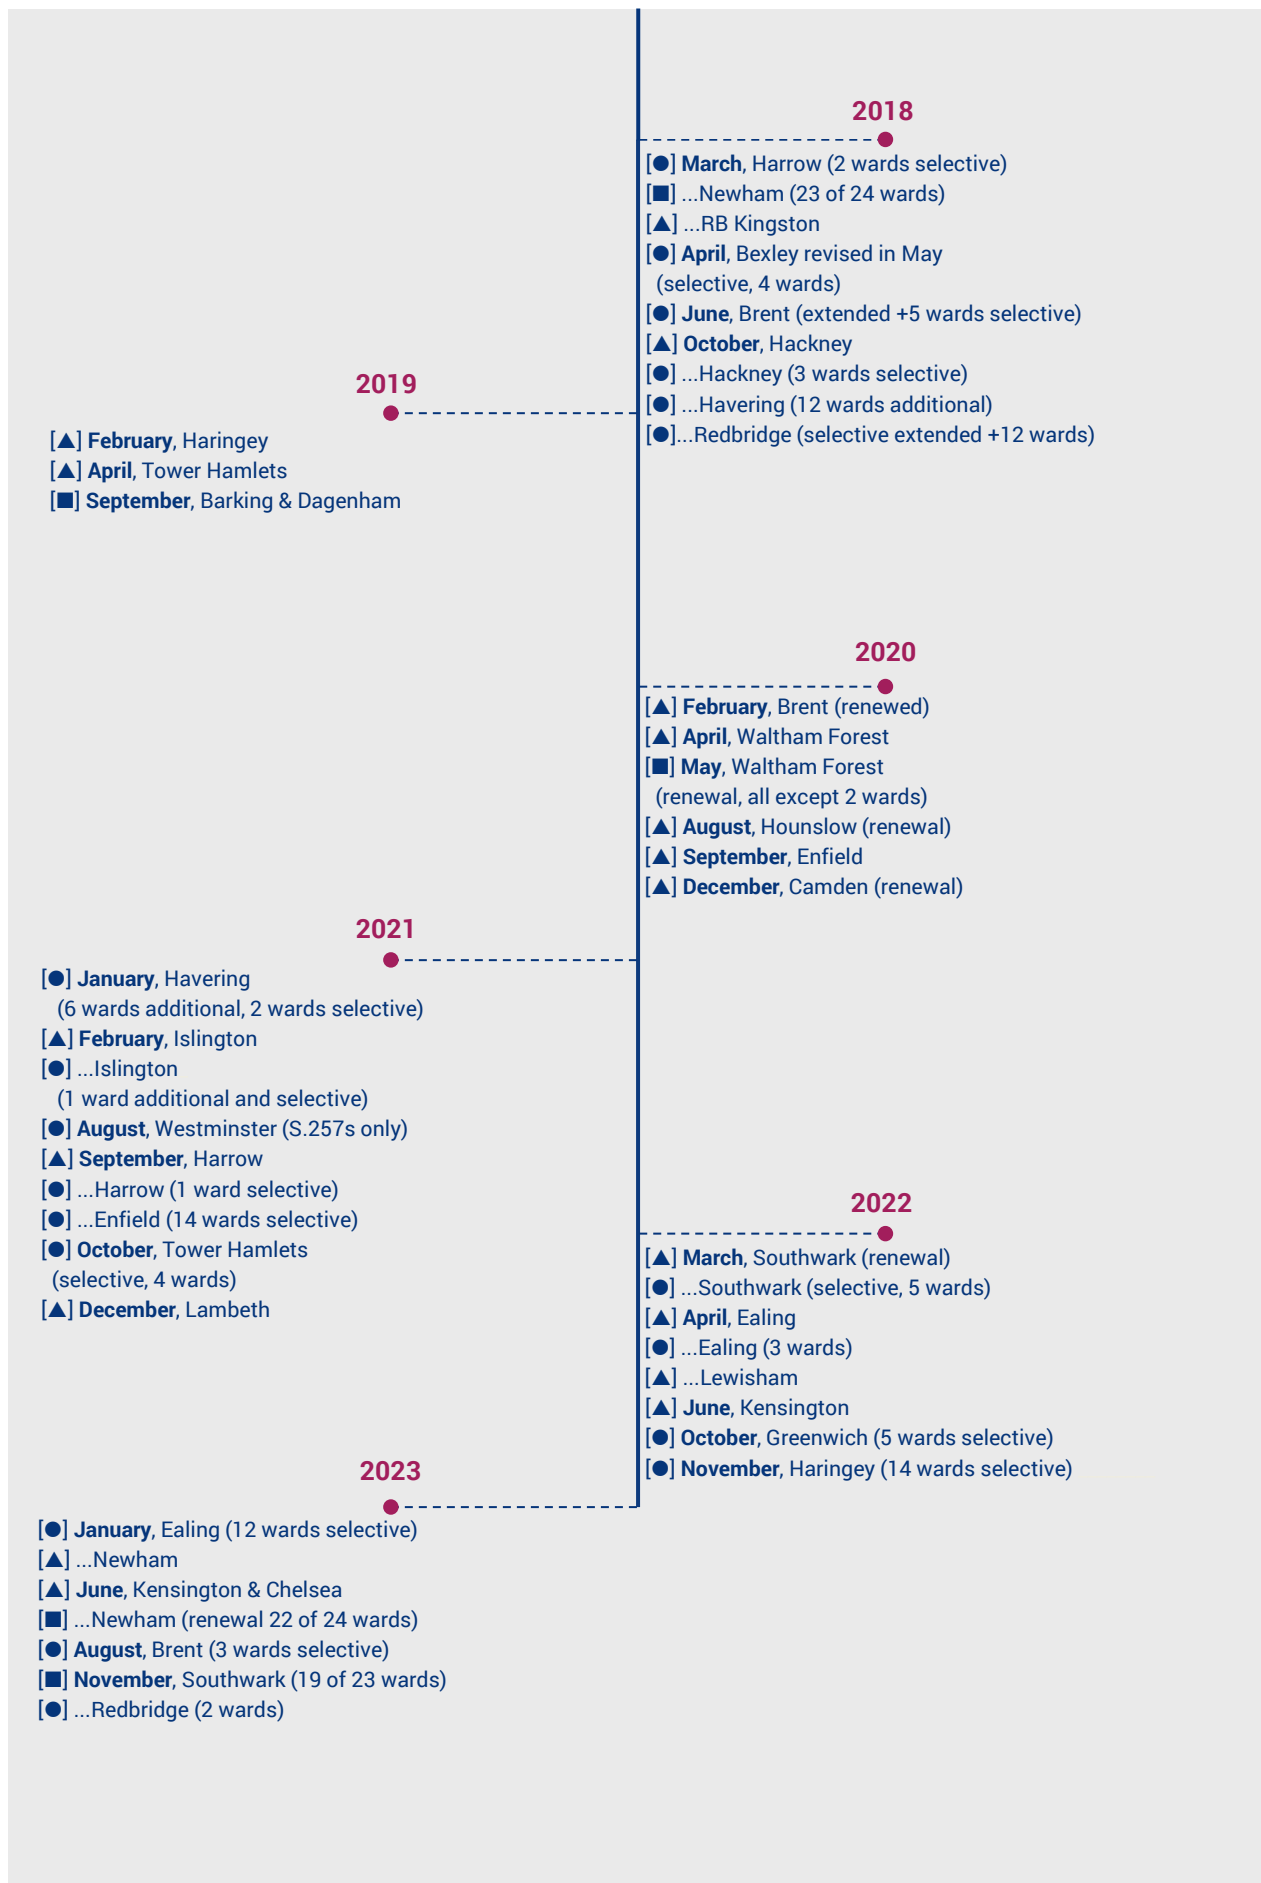 2018
[●] March, Harrow (2 wards selective)
[■] ...Newham (23 of 24 wards)
[▲] ...RB Kingston
[●] April, Bexley revised in May
(selective, 4 wards)
[●] June, Brent (extended +5 wards selective)
[▲] October, Hackney
[●] ...Hackney (3 wards selective)
[●] ...Havering (12 wards additional)
[●]...Redbridge (selective extended +12 wards)
2019
[▲] February, Haringey
[▲] April, Tower Hamlets
[■] September, Barking & Dagenham
2020
[▲] February, Brent (renewed)
[▲] April, Waltham Forest
[■] May, Waltham Forest
(renewal, all except 2 wards)
[▲] August, Hounslow (renewal)
[▲] September, Enfield
[▲] December, Camden (renewal)
2021
[●] January, Havering
(6 wards additional, 2 wards selective)
[▲] February, Islington
[●] ...Islington
(1 ward additional and selective)
[●] August, Westminster (S.257s only)
[▲] September, Harrow
[●] ...Harrow (1 ward selective)
[●] ...Enfield (14 wards selective)
[●] October, Tower Hamlets
(selective, 4 wards)
[▲] December, Lambeth
2022
[▲] March, Southwark (renewal)
[●] ...Southwark (selective, 5 wards)
[▲] April, Ealing
[●] ...Ealing (3 wards)
[▲] ...Lewisham
[▲] June, Kensington
[●] October, Greenwich (5 wards selective)
[●] November, Haringey (14 wards selective)
2023
[●] January, Ealing (12 wards selective)
[▲] ...Newham
[▲] June, Kensington & Chelsea
[■] ...Newham (renewal 22 of 24 wards)
[●] August, Brent (3 wards selective)
[■] November, Southwark (19 of 23 wards)
[●] ...Redbridge (2 wards)